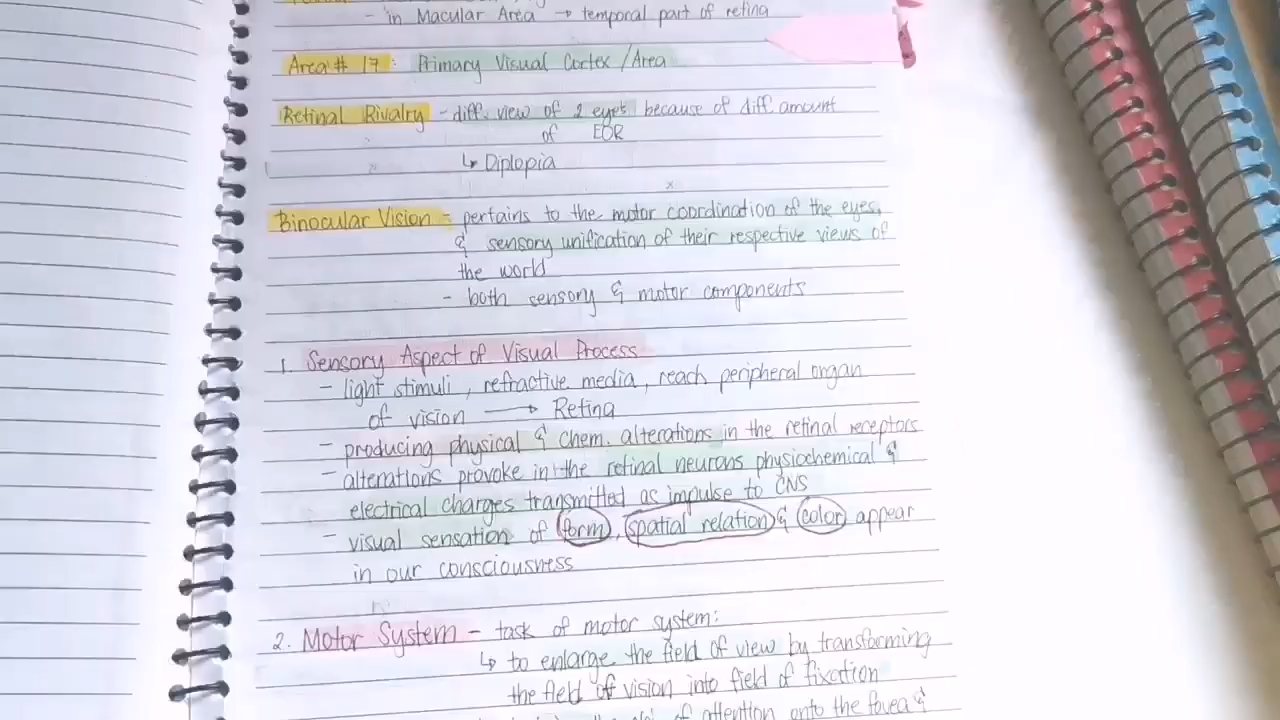 - in Macular Area → temporal part of retina
Area # 17: Primary Visual Cortex / Area
Retinal Rivalry - diff. view of 2 eyes because of diff. amount
of EOR
↳ Diplopia
Binocular Vision - pertains to the motor coordination of the eyes,
& sensory unification of their respective views of
the world
- both sensory & motor components
1. Sensory Aspect of Visual Process
- light stimuli, refractive media, reach peripheral organ
of vision → Retina
- producing physical & chem. alterations in the retinal receptors
- alterations provoke in the retinal neurons physiochemical &
electrical charges transmitted as impulse to CNS
- visual sensation of form, spatial relation & color appear
in our consciousness
2. Motor System - task of motor system:
↳ to enlarge the field of view by transforming
the field of vision into field of fixation
of attention onto the fovea &